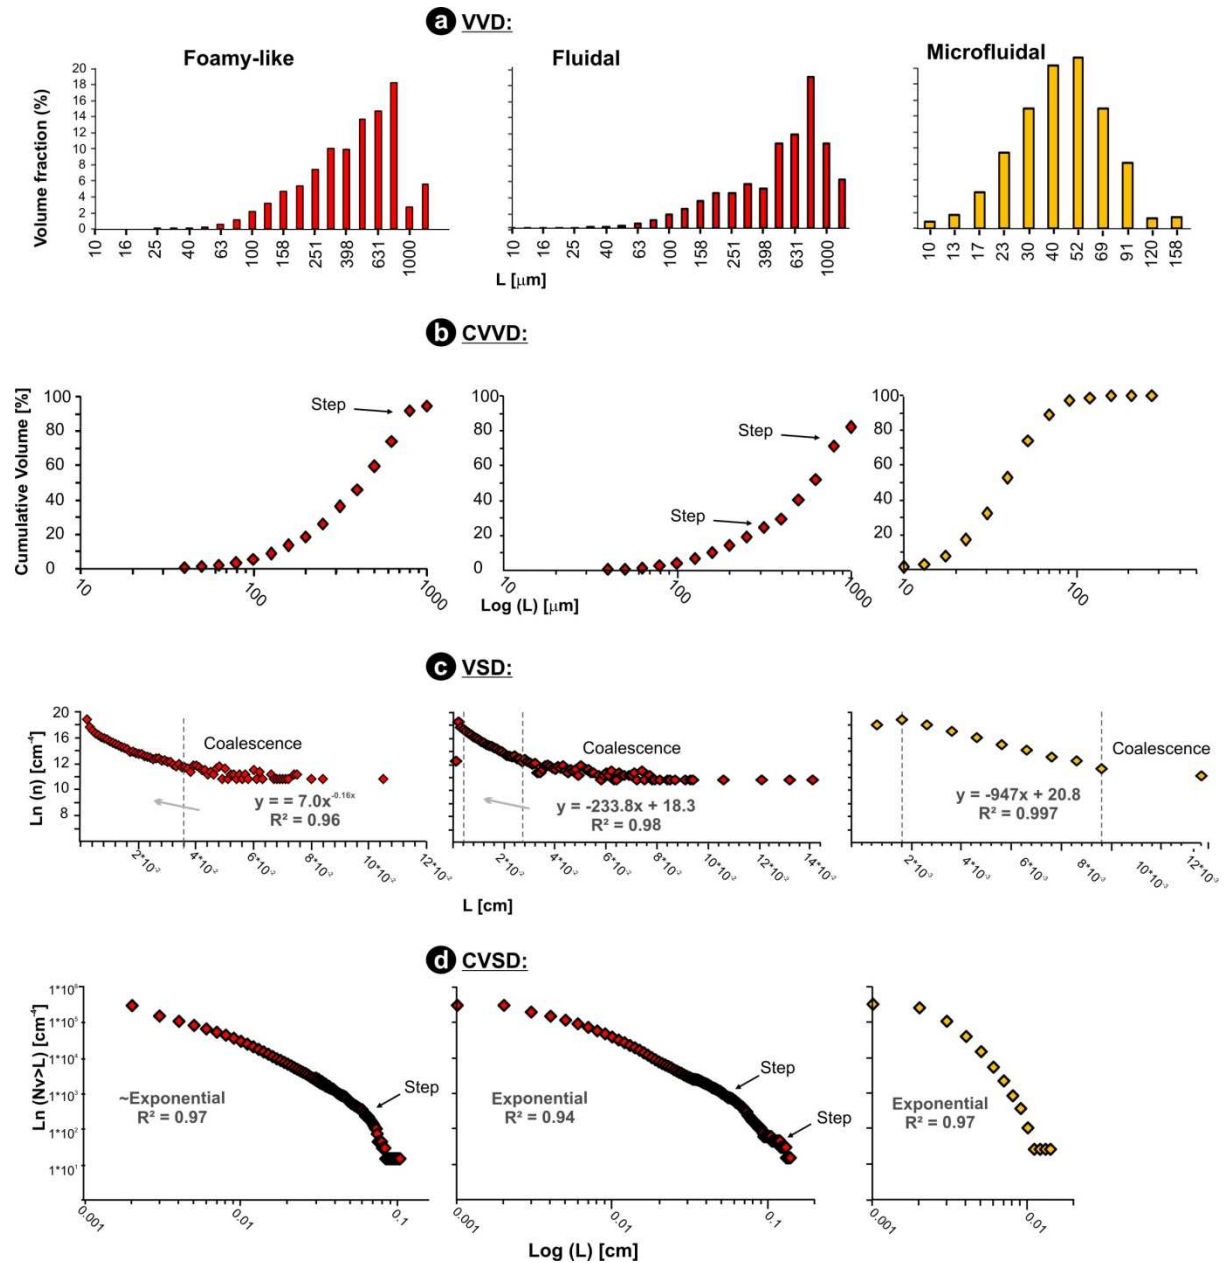 a VVD:
Foamy-like
Fluidal
Microfluidal
Volume fraction (%)
20
18
16
14
12
10
8
6
4
2
0
10 16 25 40 63 100 158 251 398 631 1000
10 16 25 40 63 100 158 251 398 631 1000
10 13 17 23 30 40 52 69 91 120 158
L [μm]
b CVVD:
Cumulative Volume [%]
100
80
60
40
20
0
Step
10 100 1000
100
80
60
40
20
0
Step
Step
10 100 1000
100
80
60
40
20
10 100
Log (L) [μm]
c VSD:
Ln (n) [cm⁻⁴]
20
16
14
12
10
8
Coalescence
y = = 7.0x^-0.16x
R² = 0.96
2*10⁻² 4*10⁻² 6*10⁻² 8*10⁻² 10*10⁻² 12*10⁻²
Coalescence
y = -233.8x + 18.3
R² = 0.98
2*10⁻² 4*10⁻² 6*10⁻² 8*10⁻² 10*10⁻² 12*10⁻² 14*10⁻²
Coalescence
y = -947x + 20.8
R² = 0.997
2*10⁻³ 4*10⁻³ 6*10⁻³ 8*10⁻³ 10*10⁻³ 12*10⁻³
L [cm]
d CVSD:
Ln (Nv>L) [cm⁻⁴]
1*10⁶
1*10⁵
1*10⁴
1*10³
1*10²
1*10¹
Step
~Exponential
R² = 0.97
0.001 0.01 0.1
Step
Step
Exponential
R² = 0.94
0.001 0.01 0.1
Exponential
R² = 0.97
0.001 0.01
Log (L) [cm]